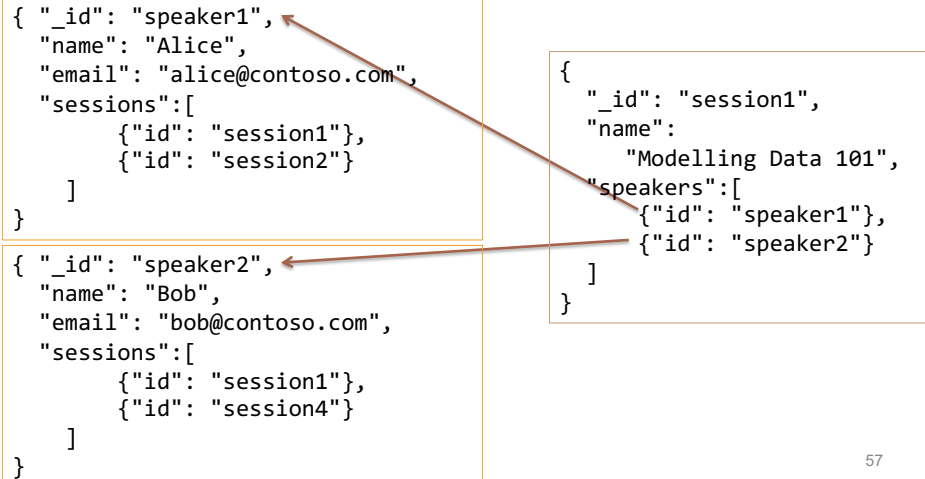 { "_id": "speaker1",
"name": "Alice",
"email": "alice@contoso.com",
"sessions":[
{"id": "session1"},
{"id": "session2"}
]
}
{ "_id": "speaker2",
"name": "Bob",
"email": "bob@contoso.com",
"sessions":[
{"id": "session1"},
{"id": "session4"}
]
}
{
"_id": "session1",
"name":
"Modelling Data 101",
"speakers":[
{"id": "speaker1"},
{"id": "speaker2"}
]
}
57